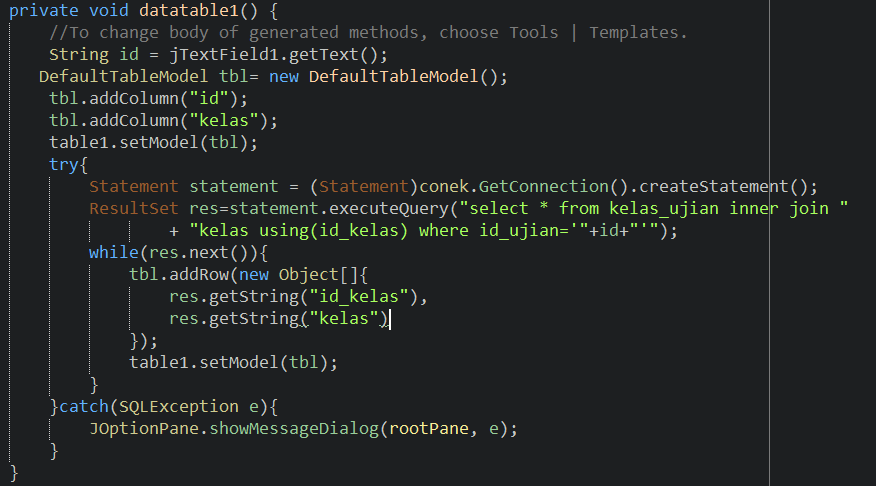 private void datatable1() {
    //To change body of generated methods, choose Tools | Templates.
    String id = jTextField1.getText();
   DefaultTableModel tbl= new DefaultTableModel();
    tbl.addColumn("id");
    tbl.addColumn("kelas");
    table1.setModel(tbl);
    try{
        Statement statement = (Statement)conek.GetConnection().createStatement();
        ResultSet res=statement.executeQuery("select * from kelas_ujian inner join "
                + "kelas using(id_kelas) where id_ujian='"+id+"'");
        while(res.next()){
            tbl.addRow(new Object[]{
                   res.getString("id_kelas"),
                   res.getString("kelas")
            });
            table1.setModel(tbl);
        }
    }catch(SQLException e){
        JOptionPane.showMessageDialog(rootPane, e);
    }
}